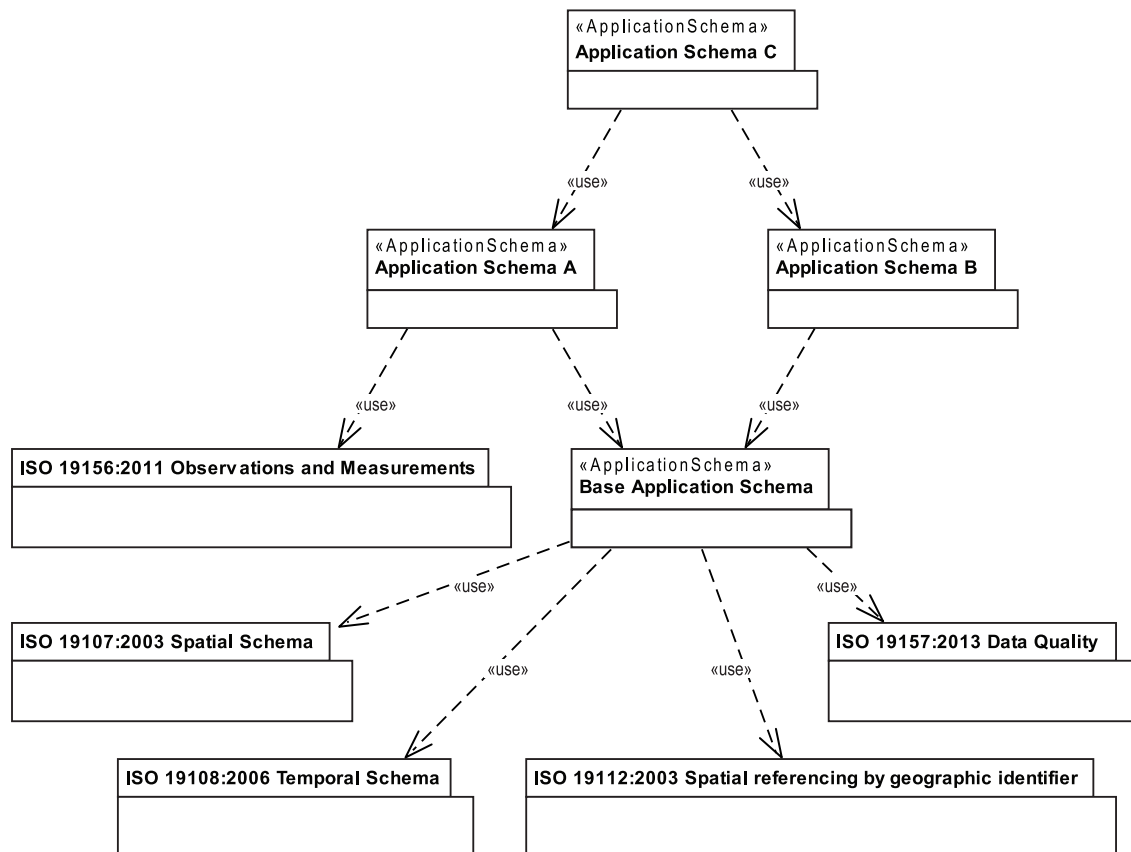 «ApplicationSchema»
Application Schema C
«use»
«use»
«ApplicationSchema»
Application Schema A
«ApplicationSchema»
Application Schema B
«use»
«use»
«use»
ISO 19156:2011 Observations and Measurements
«ApplicationSchema»
Base Application Schema
«use»
«use»
ISO 19107:2003 Spatial Schema
ISO 19157:2013 Data Quality
«use»
«use»
ISO 19108:2006 Temporal Schema
ISO 19112:2003 Spatial referencing by geographic identifier